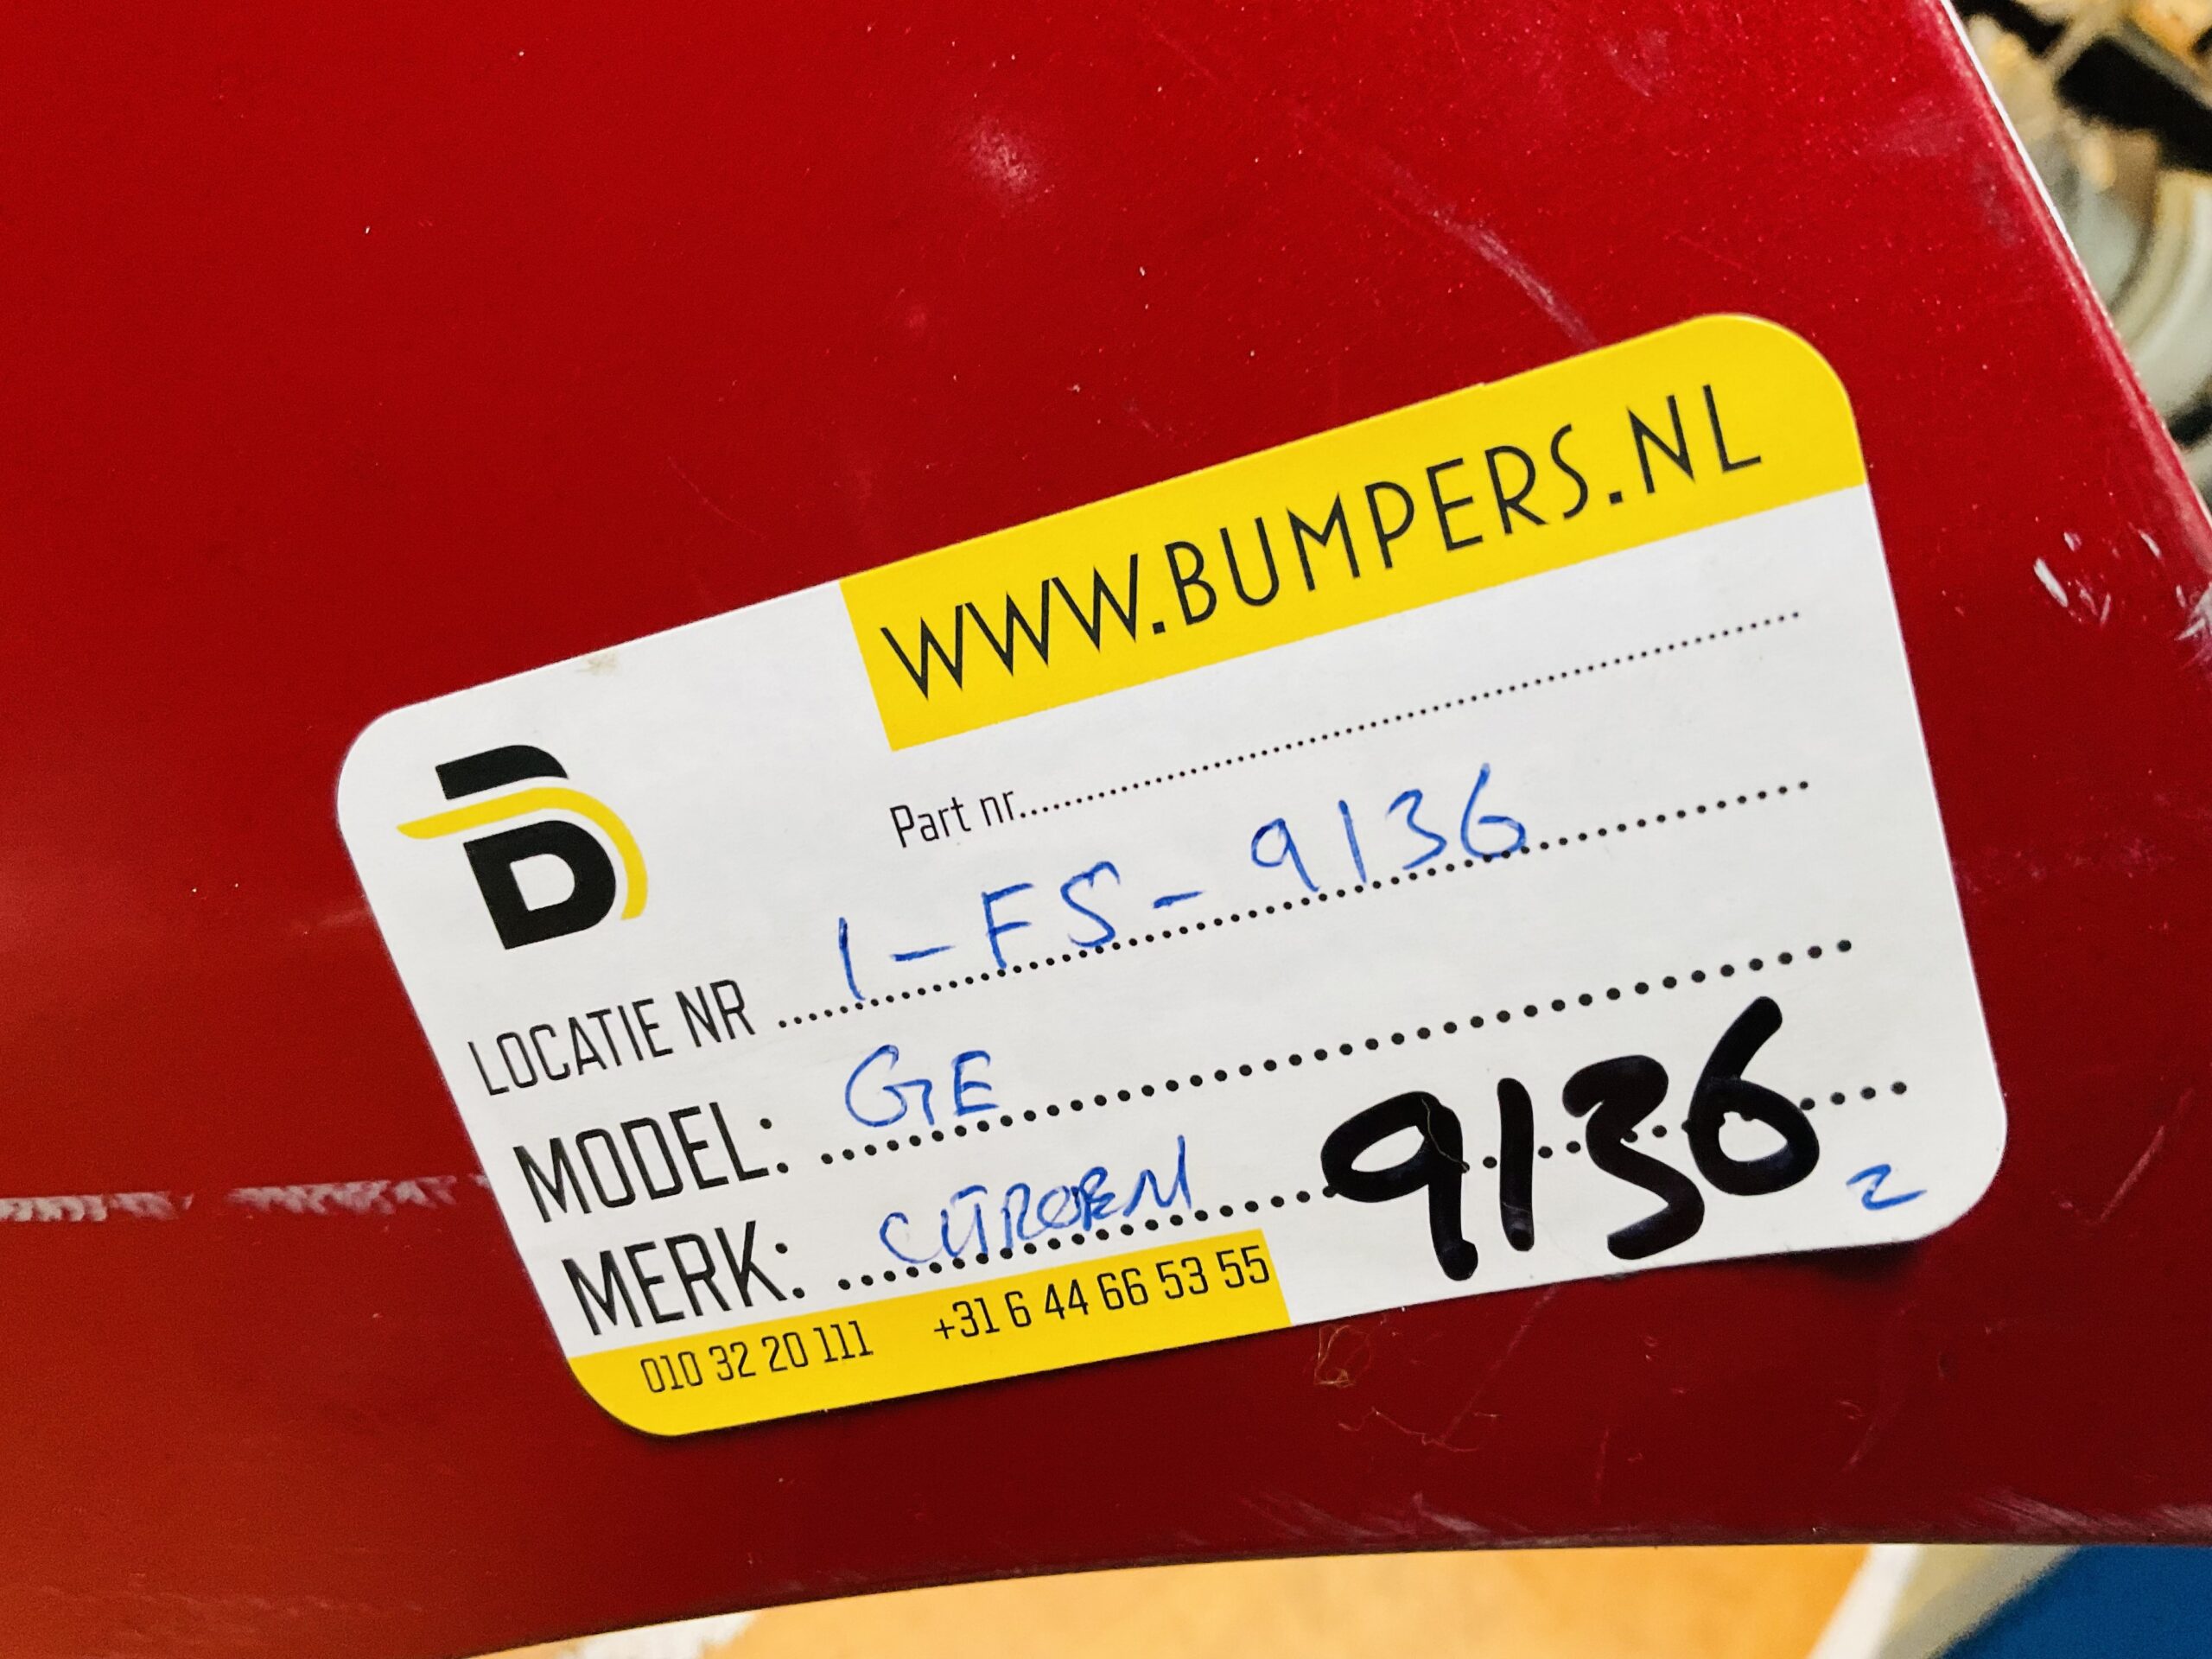 WWW.BUMPERS.NL
B
Part nr.
LOCATIE NR 1-FS-9136
MODEL: GE
MERK: CITROEN 9136 2
010 32 20 111 +31 6 44 66 53 55